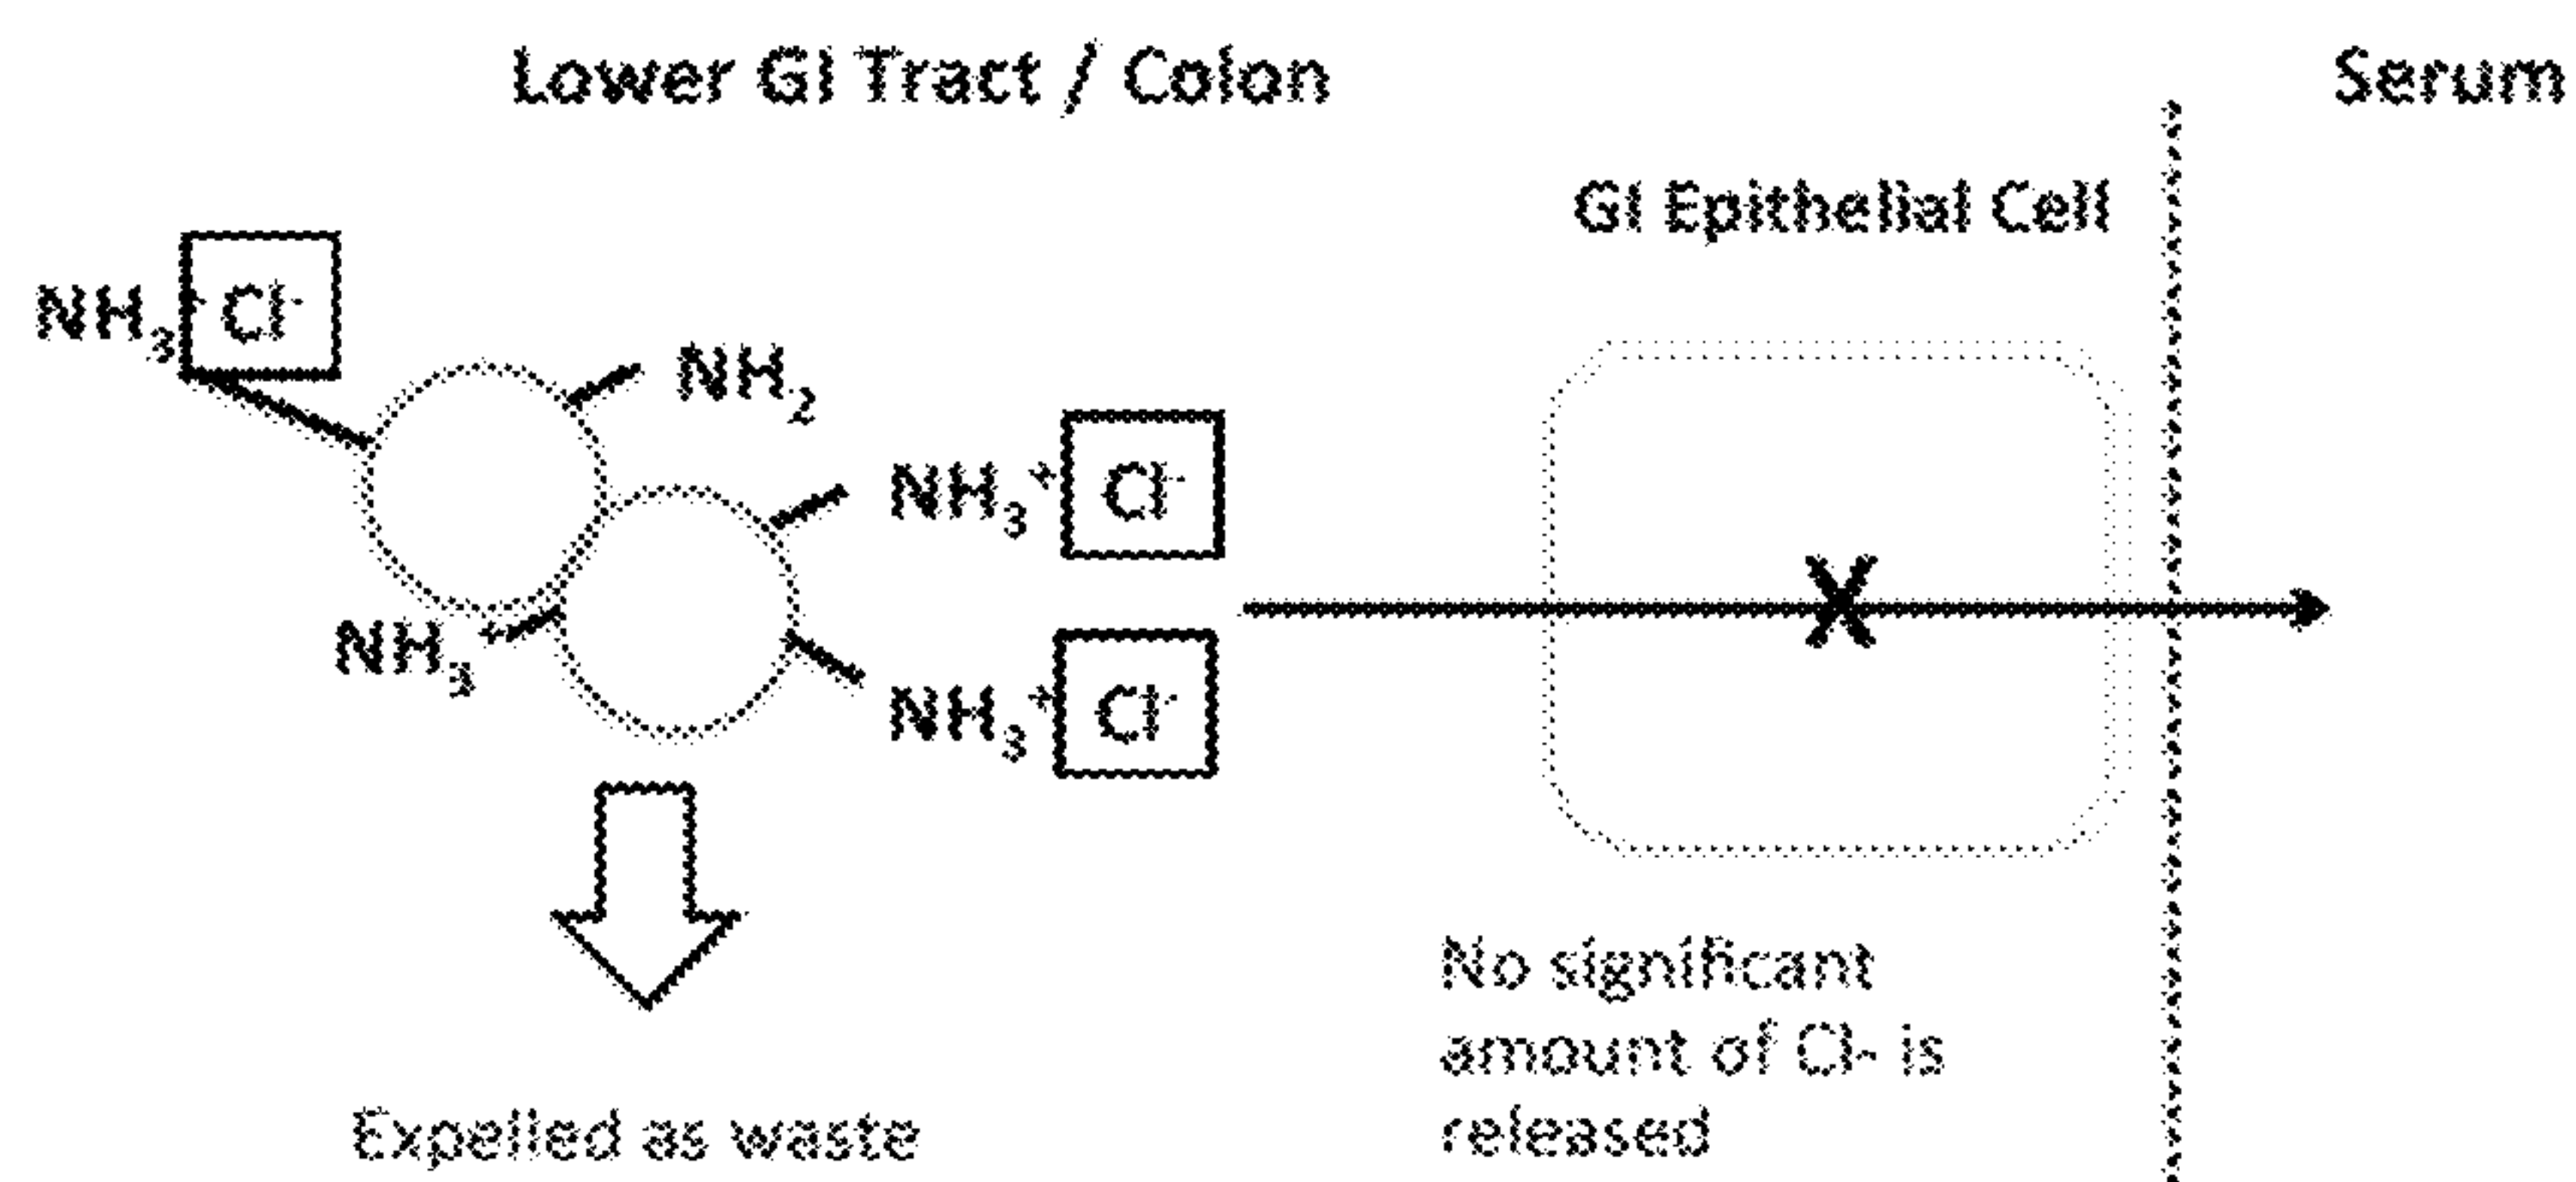 Lower GI Tract / Colon
Serum
GI Epithelial Cell
NH₃⁺ Cl⁻
NH₂
NH₃⁺ Cl⁻
X
NH₃⁺
NH₃⁺ Cl⁻
No significant
amount of Cl- is
released
Expelled as waste